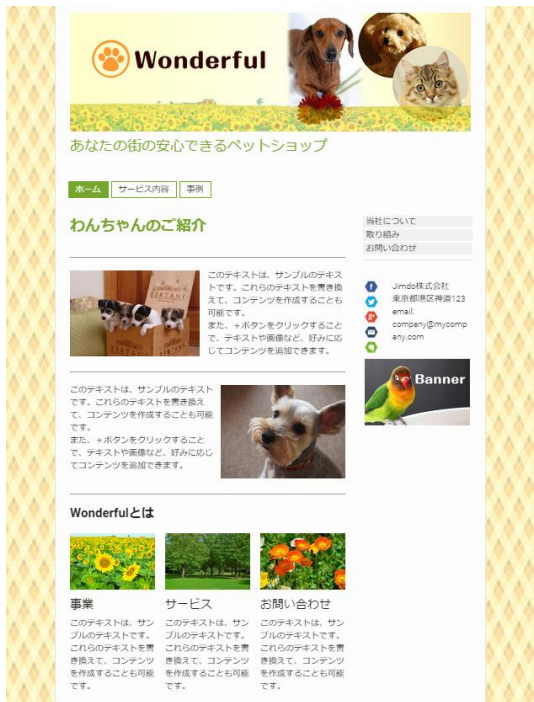 Wonderful
あなたの街の安心できるペットショップ
ホーム
サービス内容
事例
わんちゃんのご紹介
このテキストは、サンプルのテキス
トです。これらのテキストを書き換
えて、コンテンツを作成することも
可能です。
また、＋ボタンをクリックすること
で、テキストや画像など、好みに応
じてコンテンツを追加できます。
このテキストは、サンプルのテキスト
です。これらのテキストを書き換え
て、コンテンツを作成することも可能
です。
また、＋ボタンをクリックするこ
とで、テキストや画像など、好みに応じ
てコンテンツを追加できます。
Wonderfulとは
事業
このテキストは、サン
プルのテキストです。
これらのテキストを書
き換えて、コンテンツ
を作成することも可能
です。
サービス
このテキストは、サン
プルのテキストです。
これらのテキストを書
き換えて、コンテンツ
を作成することも可能
です。
お問い合わせ
このテキストは、サン
プルのテキストです。
これらのテキストを書
き換えて、コンテンツ
を作成することも可能
です。
当社について
取り組み
お問い合わせ
Jimdo株式会社
東京都港区神道123
email:
company@mycomp
any.com
Banner